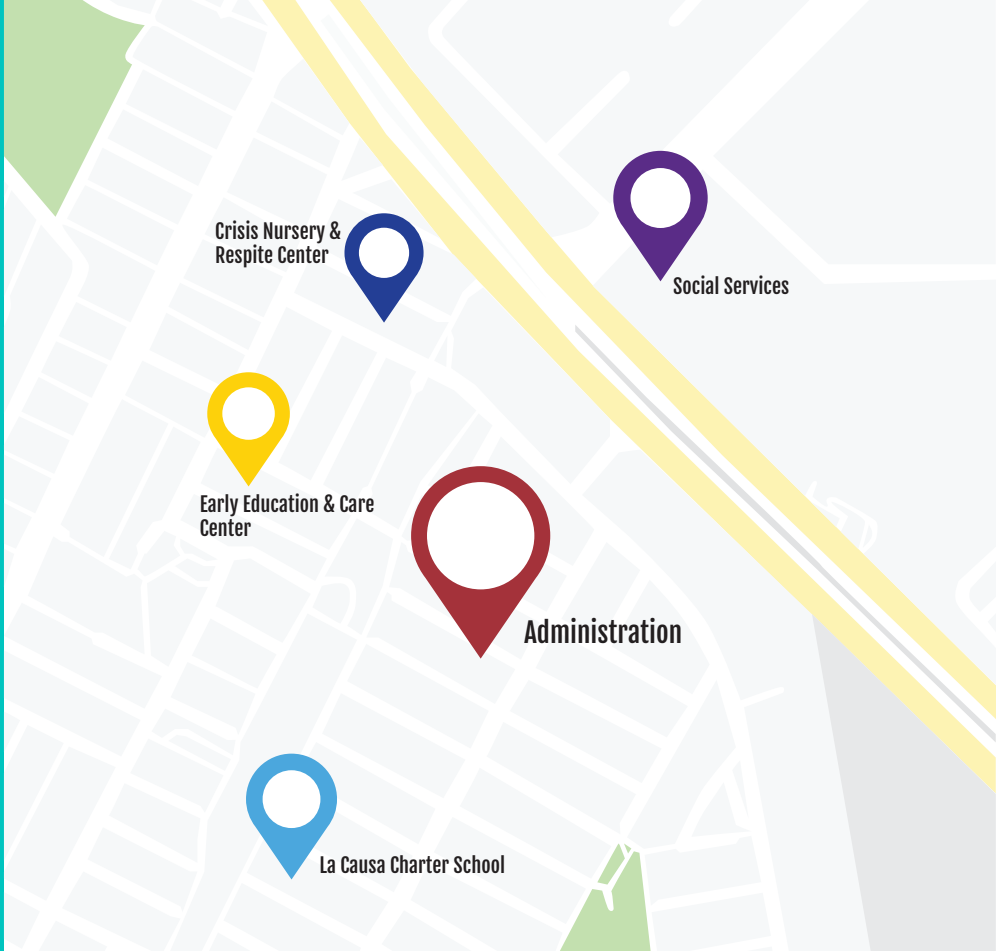 Crisis Nursery &
Respite Center
Social Services
Early Education & Care
Center
Administration
La Causa Charter School